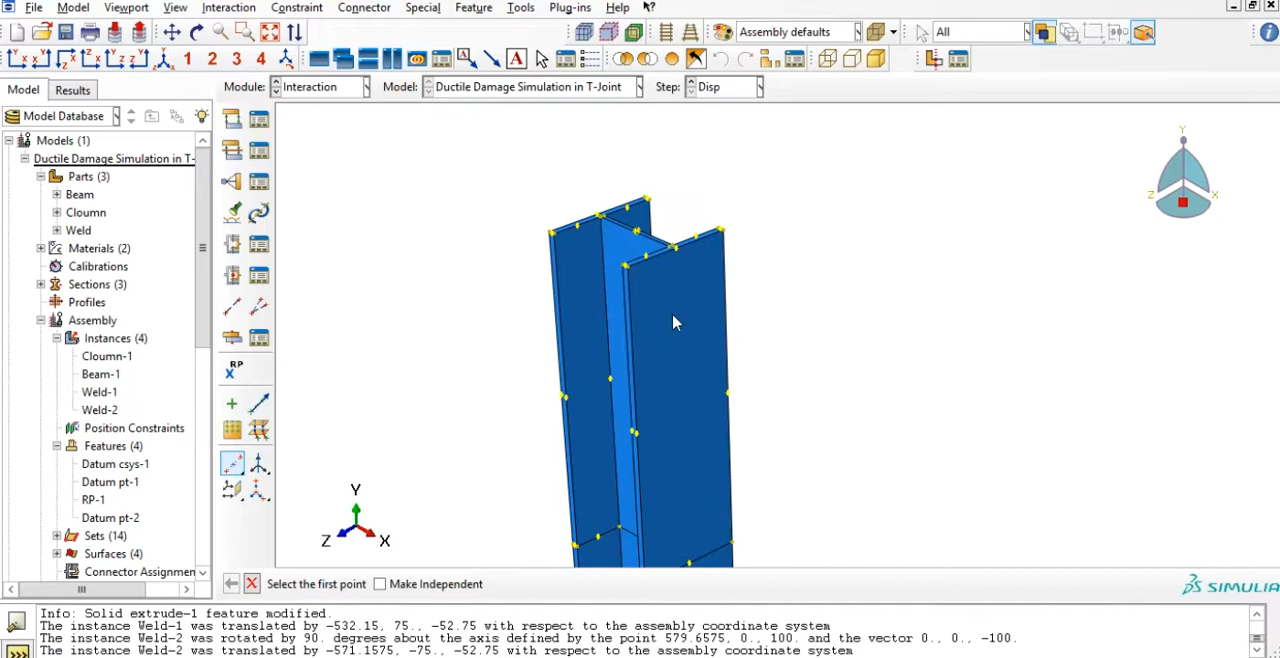 File Model Viewport View Interaction Constraint Connector Special Feature Tools Plug-ins Help
Assembly defaults All
1 2 3 4 A
Model Results Module: Interaction Model: Ductile Damage Simulation in T-Joint Step: Disp
Model Database
Models (1)
Ductile Damage Simulation in T-
Parts (3)
Beam
Cloumn
Weld
Materials (2)
Calibrations
Sections (3)
Profiles
Assembly
Instances (4)
Cloumn-1
Beam-1
Weld-1
Weld-2
Position Constraints
Features (4)
Datum csys-1
Datum pt-1
RP-1
Datum pt-2
Sets (14)
Surfaces (4)
Connector Assignmen
RP
X
Y
Z X
Y
Z X
Select the first point Make Independent
SIMULIA
Info: Solid extrude-1 feature modified.
The instance Weld-1 was translated by -532.15, 75., -52.75 with respect to the assembly coordinate system
The instance Weld-2 was rotated by 90. degrees about the axis defined by the point 579.6575, 0., 100. and the vector 0., 0., -100.
The instance Weld-2 was translated by -571.1575, -75., -52.75 with respect to the assembly coordinate system
>>>